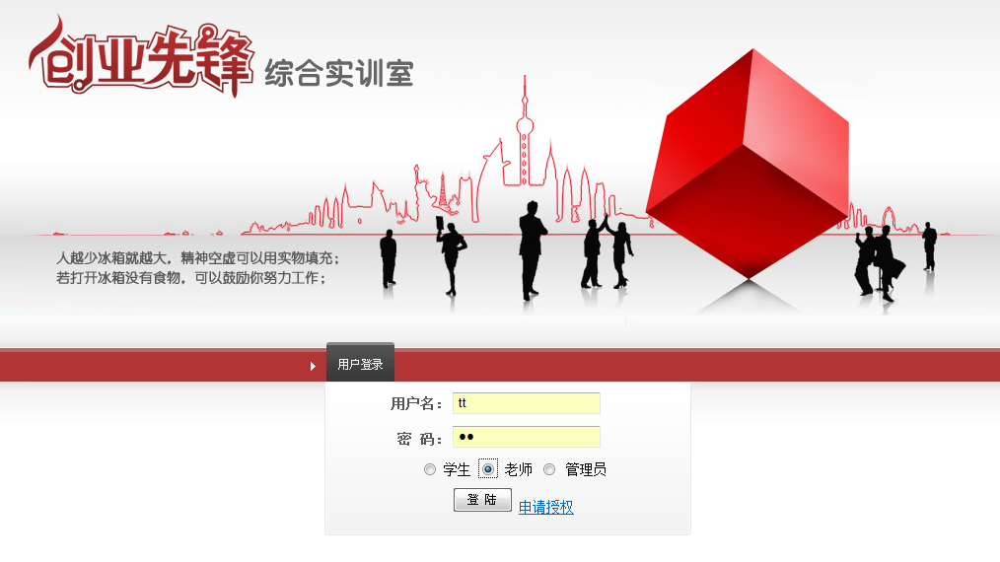 创业先锋 综合实训室
人越少冰箱就越大，精神空虚可以用实物填充；
若打开冰箱没有食物，可以鼓励你努力工作；
用户登录
用户名： tt
密 码： ●●
学生 老师 管理员
登 陆 申请授权